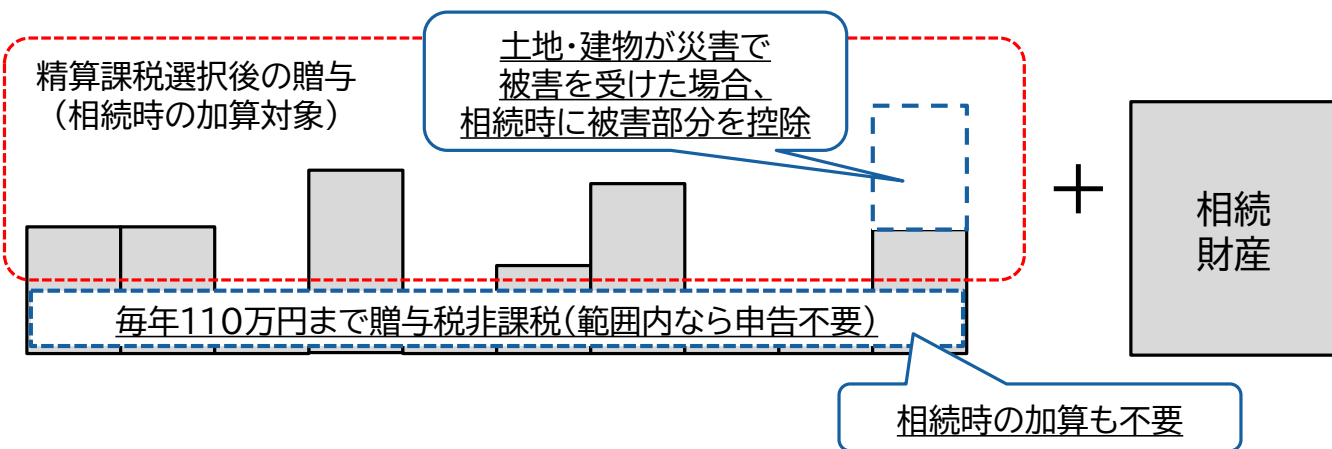 精算課税選択後の贈与
（相続時の加算対象）
土地・建物が災害で
被害を受けた場合、
相続時に被害部分を控除
＋
相続
財産
毎年110万円まで贈与税非課税（範囲内なら申告不要）
相続時の加算も不要